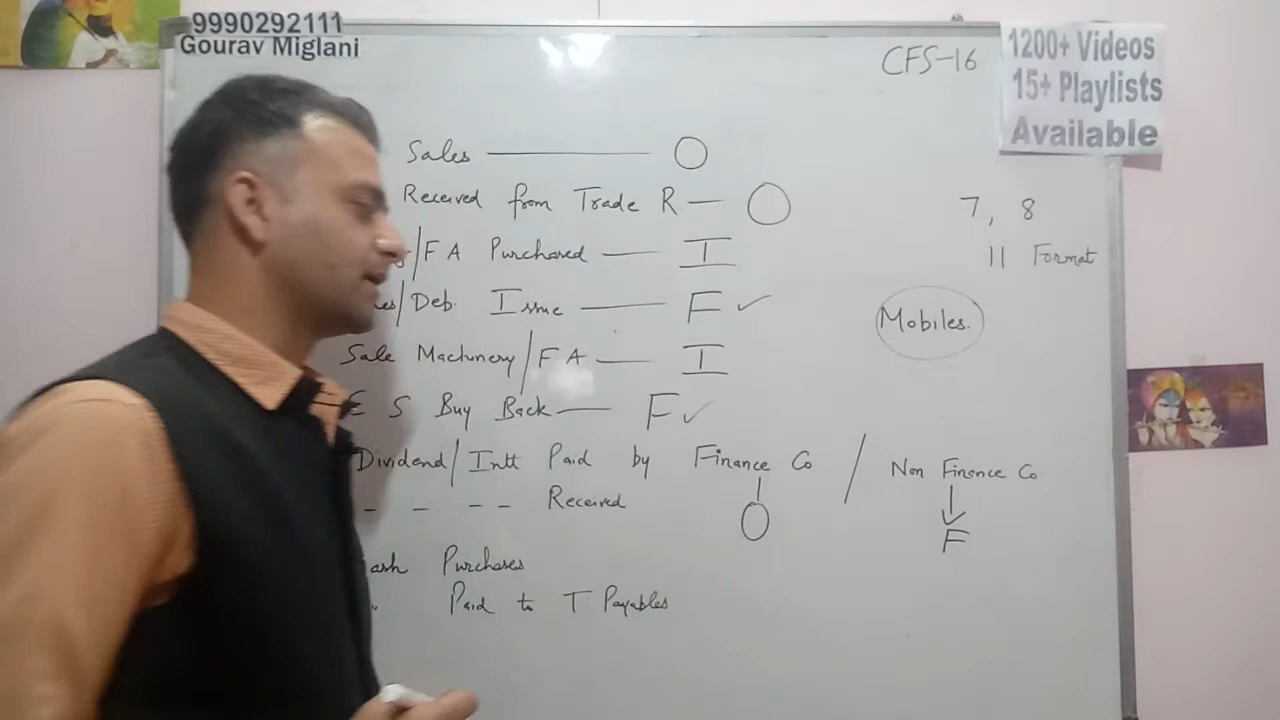 9990292111
Gourav Miglani
CFS-16
1200+ Videos
15+ Playlists
Available
Sales — O
Received from Trade R — O
/F A Purchased — I
/Deb. Issue — F ✓
Sale Machinery/F A — I
E S Buy Back — F ✓
Dividend/Intt Paid by Finance Co / Non Finance Co
- - - - Received O F
Purchases
Paid to T Payables
7, 8
11 Format
Mobiles.